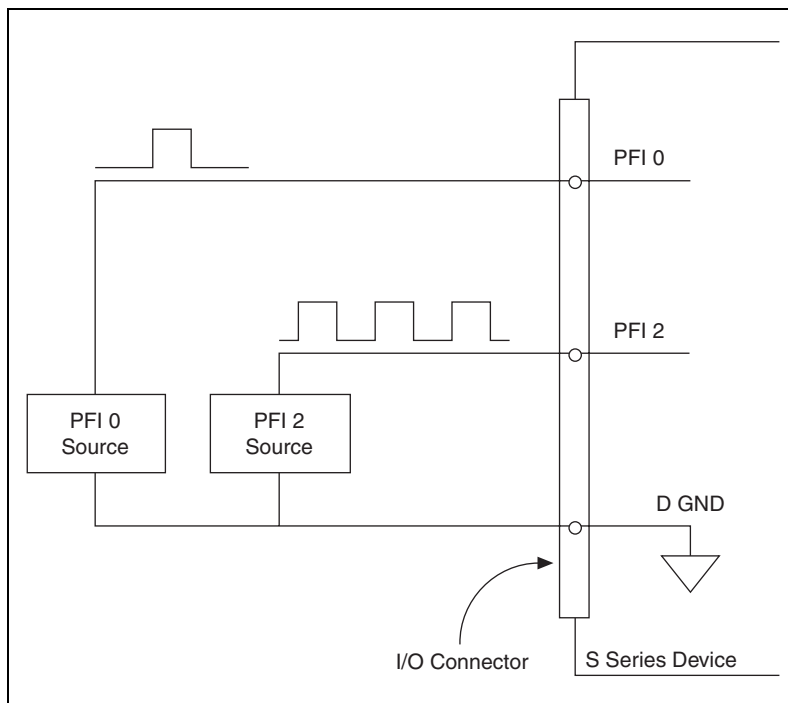 PFI 0
PFI 2
PFI 0
Source
PFI 2
Source
D GND
I/O Connector
S Series Device